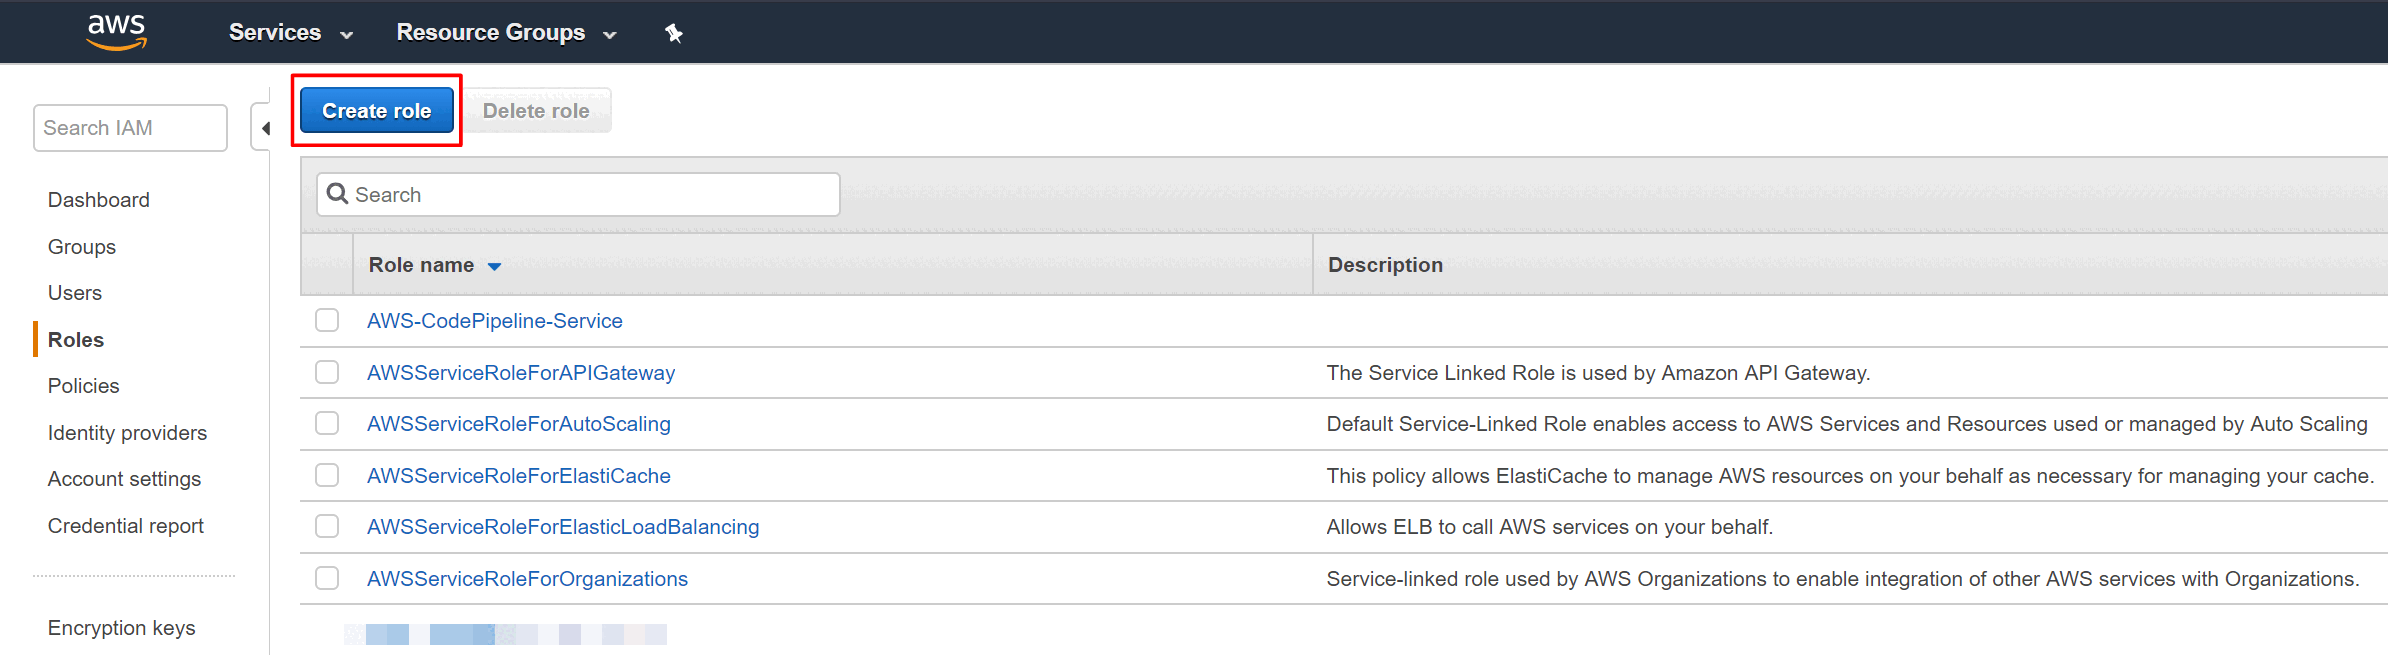 aws Services Resource Groups
Create role Delete role
Search IAM
Search
Dashboard
Groups
Users
Roles
Policies
Identity providers
Account settings
Credential report
Encryption keys
Role name Description
AWS-CodePipeline-Service
AWSServiceRoleForAPIGateway The Service Linked Role is used by Amazon API Gateway.
AWSServiceRoleForAutoScaling Default Service-Linked Role enables access to AWS Services and Resources used or managed by Auto Scaling
AWSServiceRoleForElastiCache This policy allows ElastiCache to manage AWS resources on your behalf as necessary for managing your cache.
AWSServiceRoleForElasticLoadBalancing Allows ELB to call AWS services on your behalf.
AWSServiceRoleForOrganizations Service-linked role used by AWS Organizations to enable integration of other AWS services with Organizations.